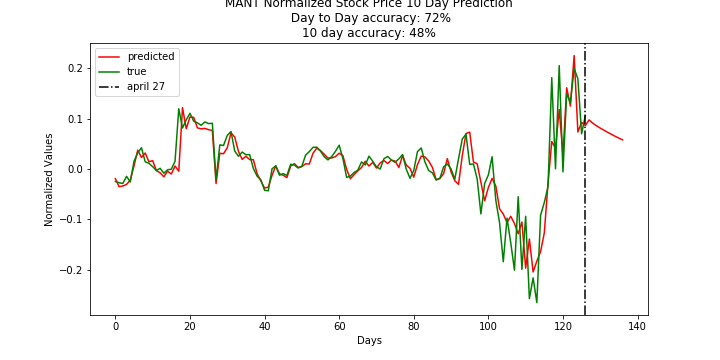 MANT Normalized Stock Price 10 Day Prediction
Day to Day accuracy: 72%
10 day accuracy: 48%
predicted
true
april 27
0.2
0.1
0.0
−0.1
−0.2
Normalized Values
0 20 40 60 80 100 120 140
Days